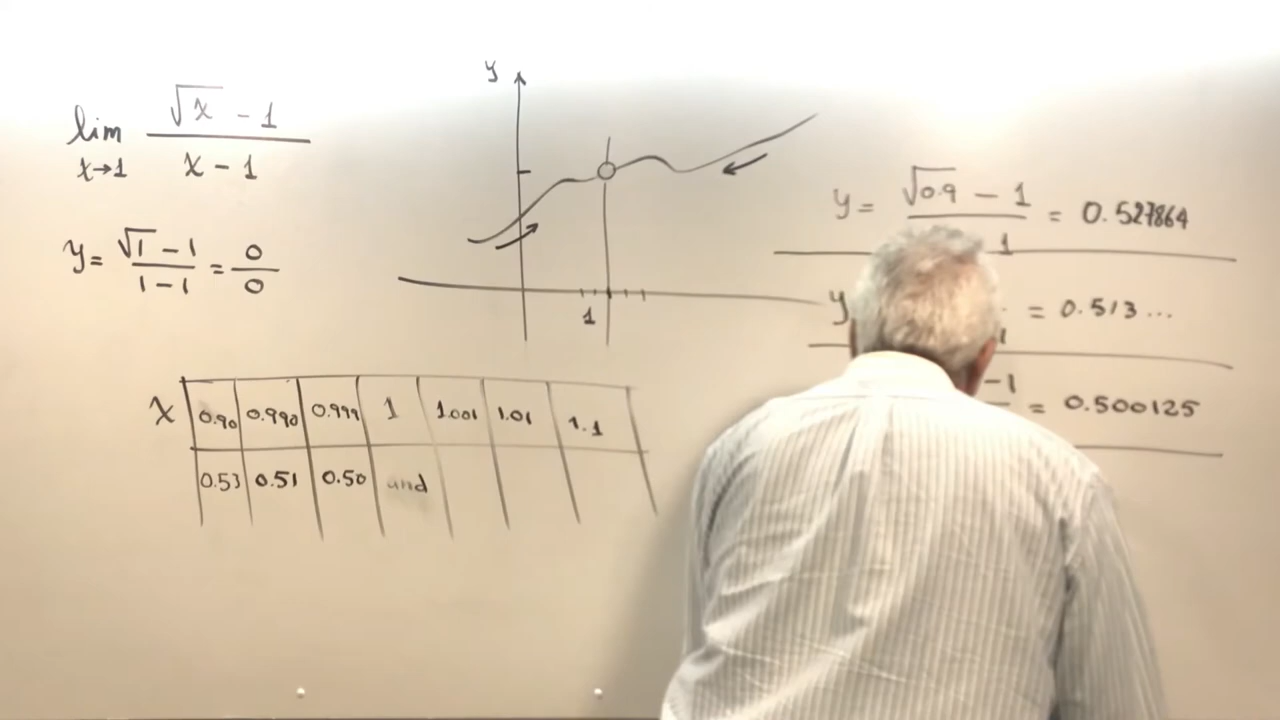 lim x→1 (√x - 1)/(x - 1)
y = (√1 - 1)/(1 - 1) = 0/0
y
1
y = (√0.9 - 1)/1 = 0.527864
y 1 = 0.513...
-1 = 0.500125
x 0.90 0.990 0.999 1 1.001 1.01 1.1
0.53 0.51 0.50 und